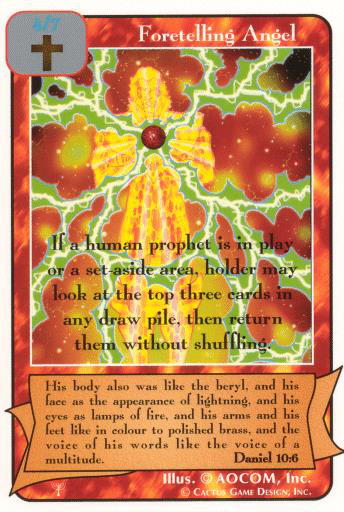 4/7
Foretelling Angel
If a human prophet is in play
or a set-aside area, holder may
look at the top three cards in
any draw pile, then return
them without shuffling.
His body also was like the beryl, and his
face as the appearance of lightning, and his
eyes as lamps of fire, and his arms and his
feet like in colour to polished brass, and the
voice of his words like the voice of a
multitude. Daniel 10:6
Illus. © AOCOM, Inc.
© Cactus Game Design, Inc.